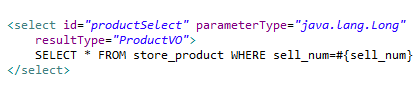 <select id="productSelect" parameterType="java.lang.Long"
resultType="ProductVO">
SELECT * FROM store_product WHERE sell_num=#{sell_num}
</select>